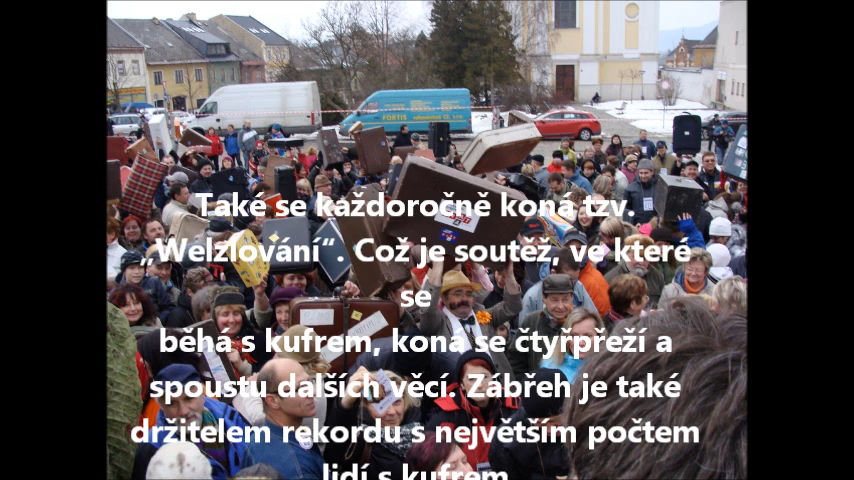 Také se každoročně koná tzv.
„Welzlování“. Což je soutěž, ve které
se
běhá s kufrem, koná se čtyřpřeží a
spoustu dalších věcí. Zábřeh je také
držitelem rekordu s největším počtem
lidí s kufrem
FORTIS